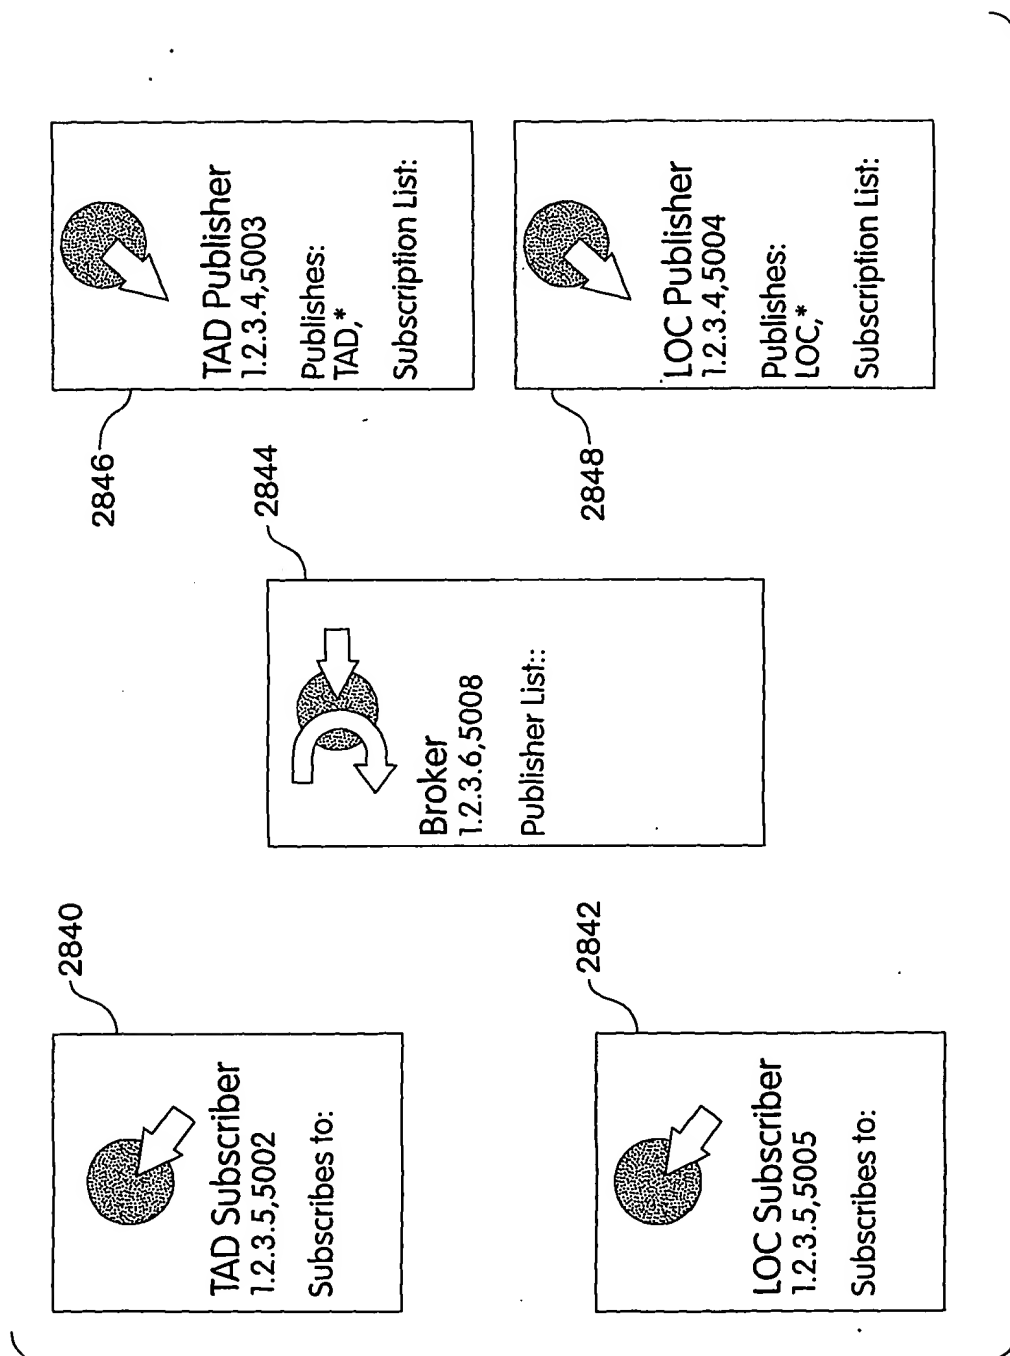 2840
TAD Subscriber
1.2.3.5,5002
Subscribes to:
2842
LOC Subscriber
1.2.3.5,5005
Subscribes to:
2844
Broker
1.2.3.6,5008
Publisher List::
2846
TAD Publisher
1.2.3.4,5003
Publishes:
TAD,*
Subscription List:
2848
LOC Publisher
1.2.3.4,5004
Publishes:
LOC,*
Subscription List: